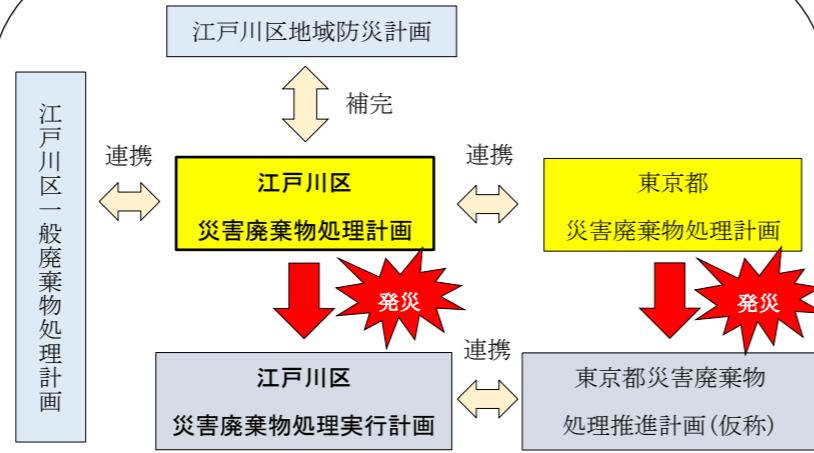 江戸川区地域防災計画
補完
江戸川区一般廃棄物処理計画
連携
江戸川区
災害廃棄物処理計画
連携
東京都
災害廃棄物処理計画
発災
発災
江戸川区
災害廃棄物処理実行計画
連携
東京都災害廃棄物
処理推進計画(仮称)